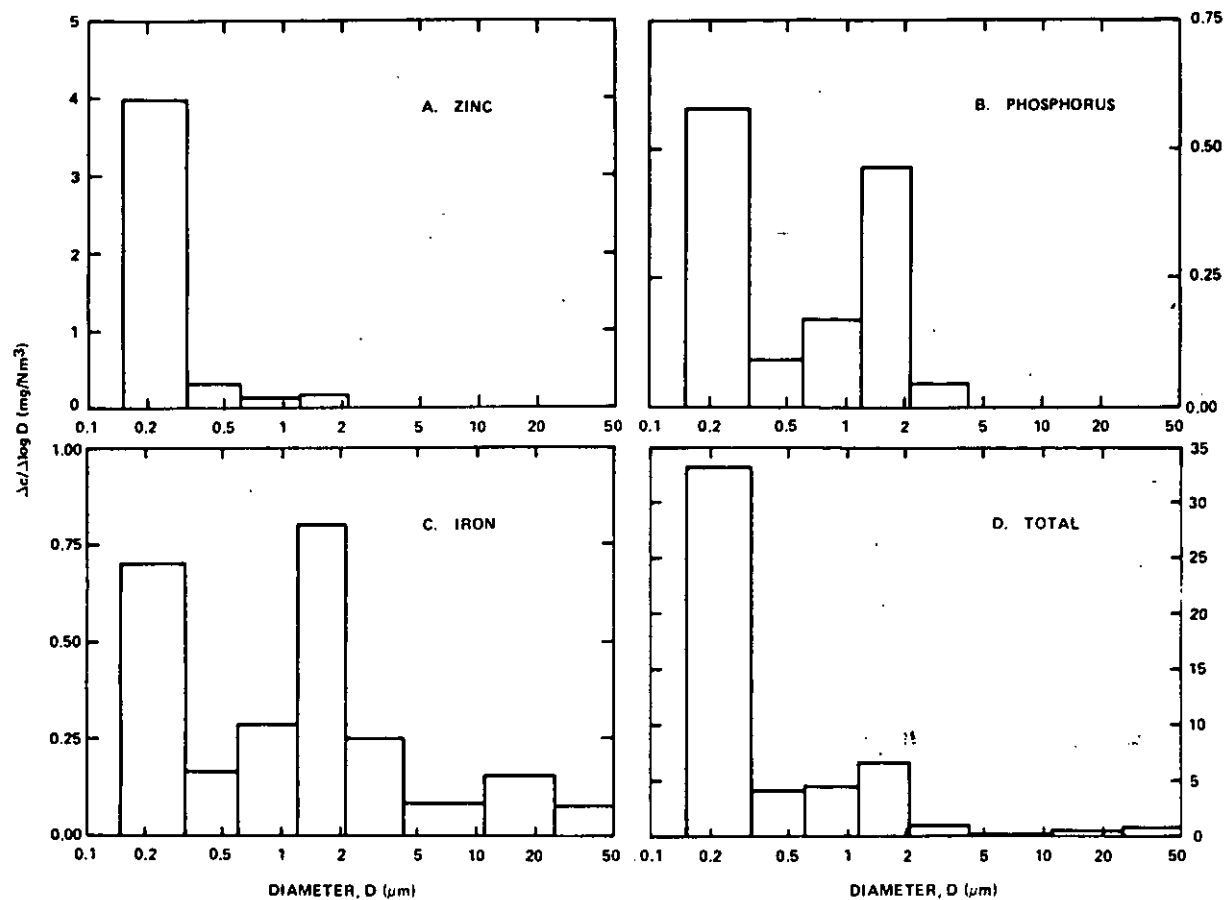 5
4
3
2
1
0
A. ZINC
0.1 0.2 0.5 1 2 5 10 20 50
0.75
0.50
0.25
0.00
B. PHOSPHORUS
0.1 0.2 0.5 1 2 5 10 20 50
Δc/Δlog D (mg/Nm³)
1.00
0.75
0.50
0.25
0.00
C. IRON
0.1 0.2 0.5 1 2 5 10 20 50
DIAMETER, D (μm)
35
30
25
20
15
10
5
0
D. TOTAL
0.1 0.2 0.5 1 2 5 10 20 50
DIAMETER, D (μm)